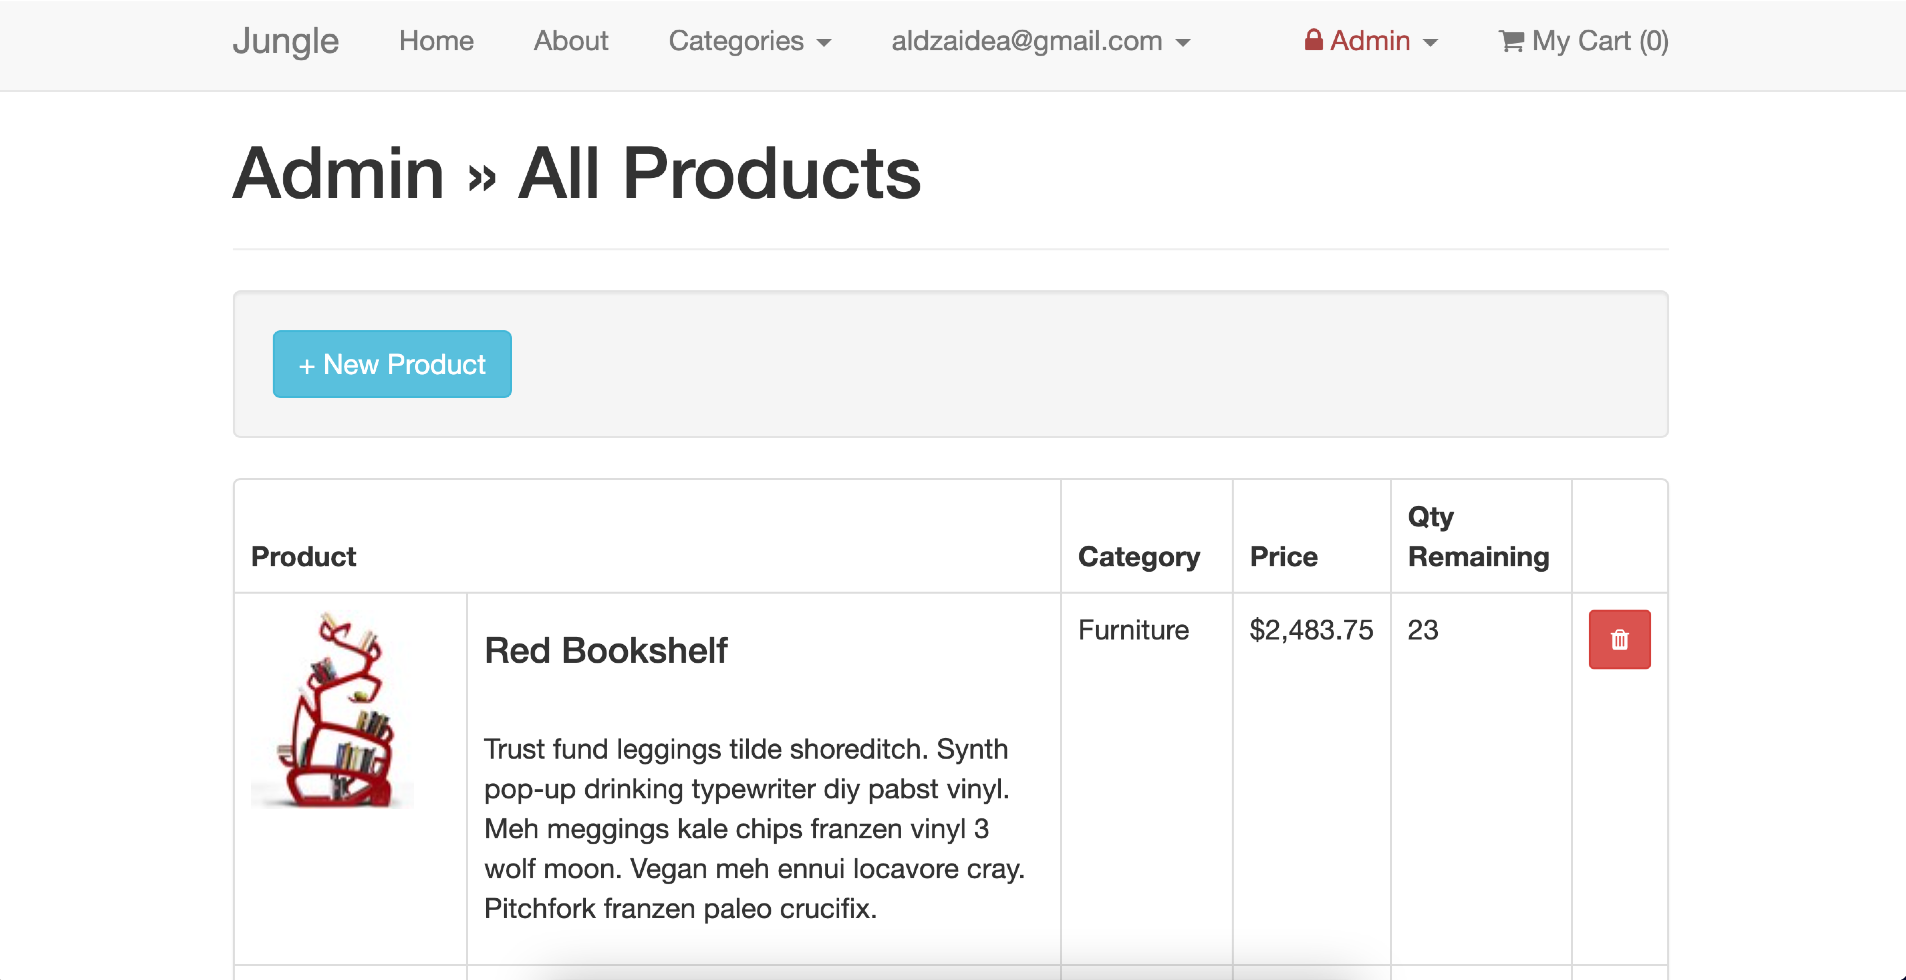 Jungle Home About Categories aldzaidea@gmail.com Admin My Cart (0)
Admin » All Products
+ New Product
Product Category Price Qty Remaining
Red Bookshelf Furniture $2,483.75 23
Trust fund leggings tilde shoreditch. Synth
pop-up drinking typewriter diy pabst vinyl.
Meh meggings kale chips franzen vinyl 3
wolf moon. Vegan meh ennui locavore cray.
Pitchfork franzen paleo crucifix.